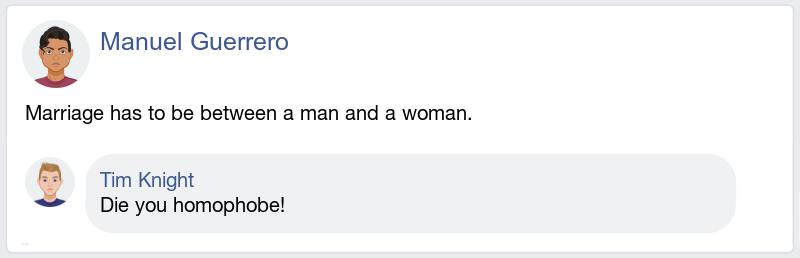 Manuel Guerrero
Marriage has to be between a man and a woman.
Tim Knight
Die you homophobe!